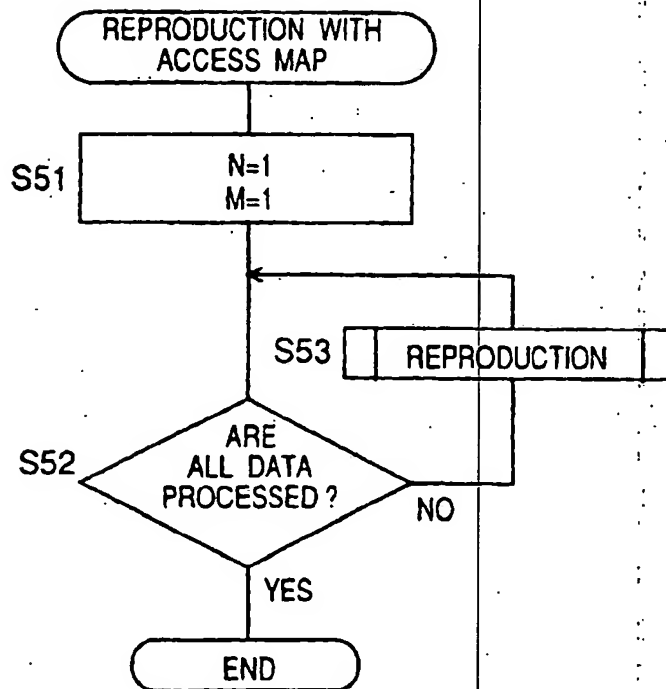 REPRODUCTION WITH
ACCESS MAP
S51
N=1
M=1
S53
REPRODUCTION
S52
ARE
ALL DATA
PROCESSED ?
NO
YES
END